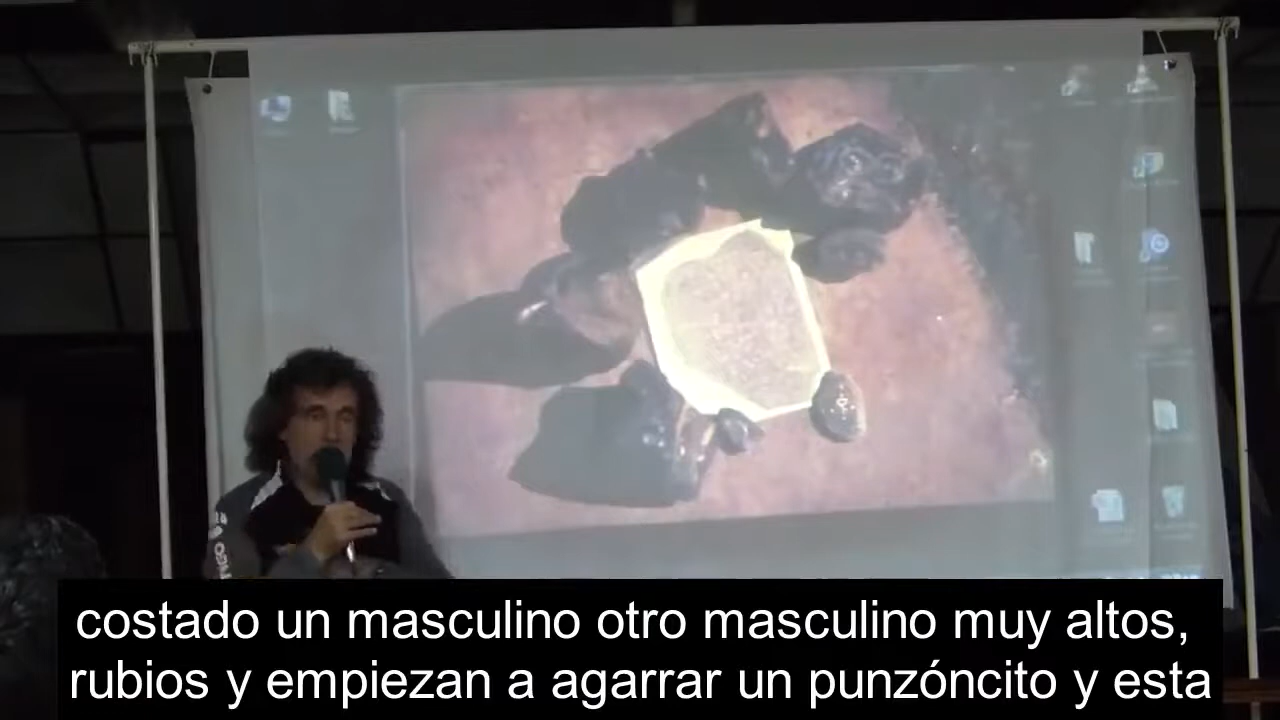 costado un masculino otro masculino muy altos,
rubios y empiezan a agarrar un punzóncito y esta